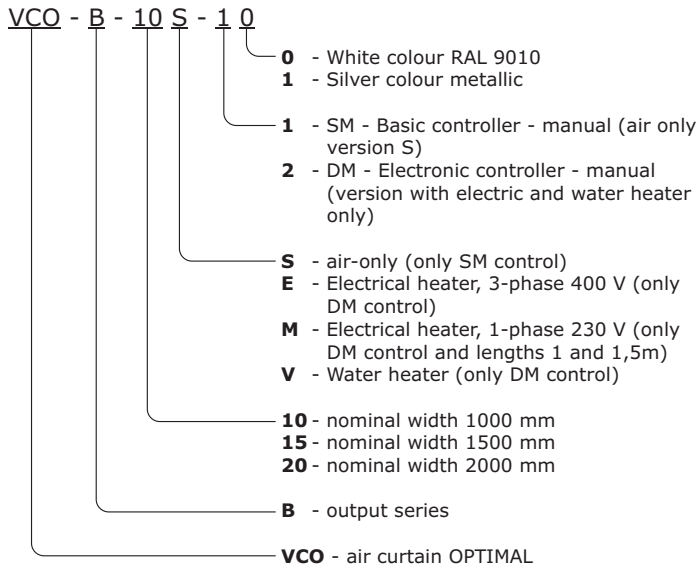 VCO - B - 10 S - 1 0
0 - White colour RAL 9010
1 - Silver colour metallic
1 - SM - Basic controller - manual (air only
version S)
2 - DM - Electronic controller - manual
(version with electric and water heater
only)
S - air-only (only SM control)
E - Electrical heater, 3-phase 400 V (only
DM control)
M - Electrical heater, 1-phase 230 V (only
DM control and lengths 1 and 1,5m)
V - Water heater (only DM control)
10 - nominal width 1000 mm
15 - nominal width 1500 mm
20 - nominal width 2000 mm
B - output series
VCO - air curtain OPTIMAL